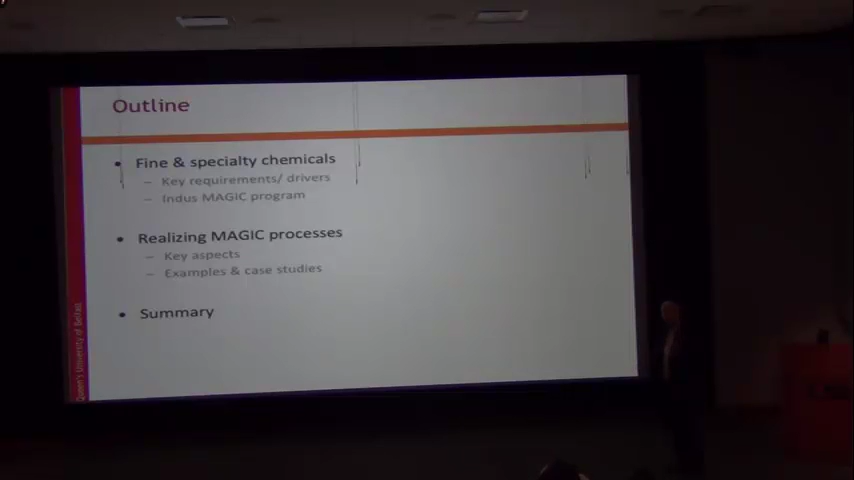 Outline
• Fine & specialty chemicals
– Key requirements/ drivers
– Indus MAGIC program
• Realizing MAGIC processes
– Key aspects
– Examples & case studies
• Summary
Queen's University of Belfast